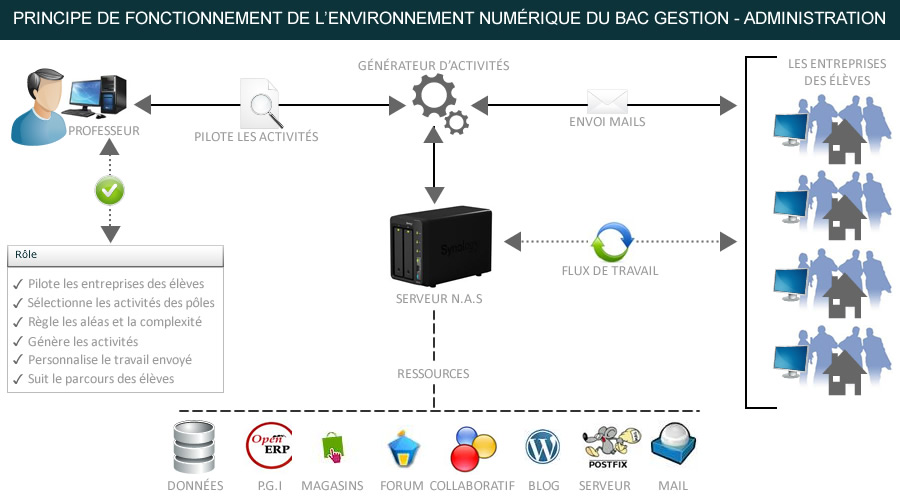 PRINCIPE DE FONCTIONNEMENT DE L'ENVIRONNEMENT NUMÉRIQUE DU BAC GESTION - ADMINISTRATION
GÉNÉRATEUR D'ACTIVITÉS
LES ENTREPRISES
DES ÉLÈVES
PROFESSEUR
PILOTE LES ACTIVITÉS
ENVOI MAILS
Synology
SERVEUR N.A.S
FLUX DE TRAVAIL
Rôle
✓ Pilote les entreprises des élèves
✓ Sélectionne les activités des pôles
✓ Règle les aléas et la complexité
✓ Génère les activités
✓ Personnalise le travail envoyé
✓ Suit le parcours des élèves
RESSOURCES
Open
ERP
POSTFIX
DONNÉES
P.G.I
MAGASINS
FORUM
COLLABORATIF
BLOG
SERVEUR
MAIL